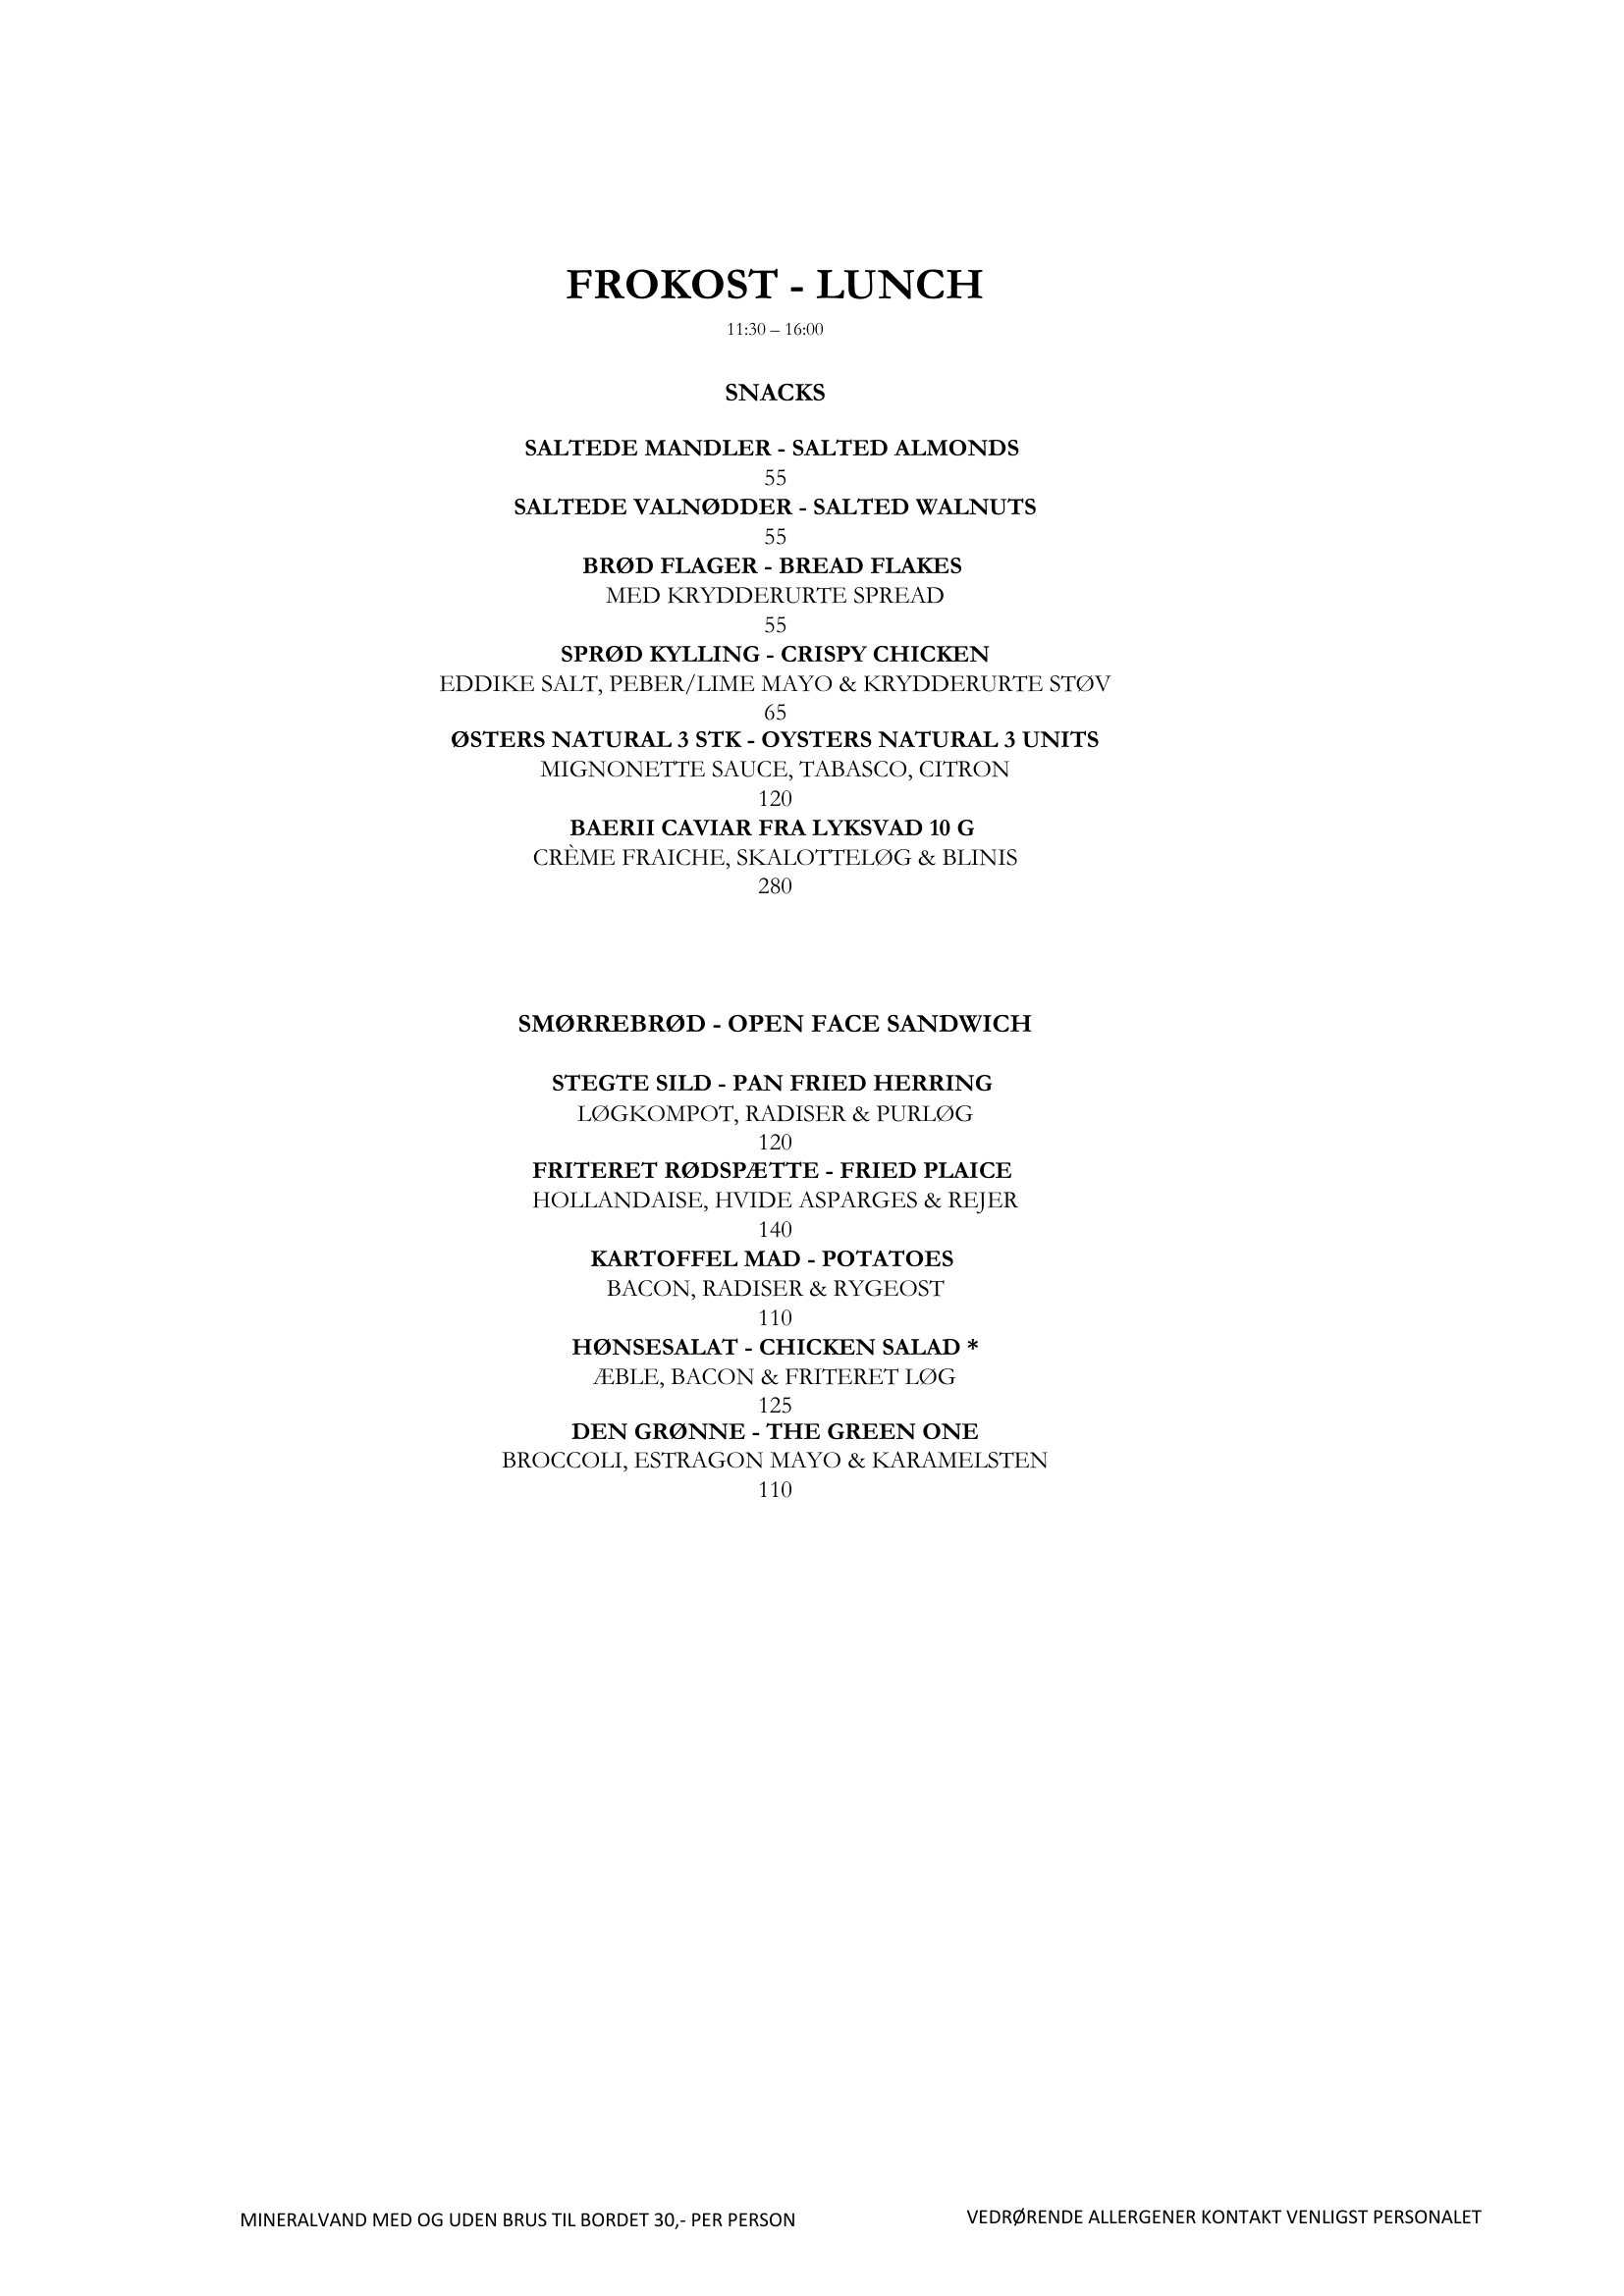 FROKOST - LUNCH
11:30 – 16:00
SNACKS
SALTEDE MANDLER - SALTED ALMONDS
55
SALTEDE VALNØDDER - SALTED WALNUTS
55
BRØD FLAGER - BREAD FLAKES
MED KRYDDERURTE SPREAD
55
SPRØD KYLLING - CRISPY CHICKEN
EDDIKE SALT, PEBER/LIME MAYO & KRYDDERURTE STØV
65
ØSTERS NATURAL 3 STK - OYSTERS NATURAL 3 UNITS
MIGNONETTE SAUCE, TABASCO, CITRON
120
BAERII CAVIAR FRA LYKSVAD 10 G
CRÈME FRAICHE, SKALOTTELØG & BLINIS
280
SMØRREBRØD - OPEN FACE SANDWICH
STEGTE SILD - PAN FRIED HERRING
LØGKOMPOT, RADISER & PURLØG
120
FRITERET RØDSPÆTTE - FRIED PLAICE
HOLLANDAISE, HVIDE ASPARGES & REJER
140
KARTOFFEL MAD - POTATOES
BACON, RADISER & RYGEOST
110
HØNSESALAT - CHICKEN SALAD *
ÆBLE, BACON & FRITERET LØG
125
DEN GRØNNE - THE GREEN ONE
BROCCOLI, ESTRAGON MAYO & KARAMELSTEN
110
MINERALVAND MED OG UDEN BRUS TIL BORDET 30,- PER PERSON
VEDRØRENDE ALLERGENER KONTAKT VENLIGST PERSONALET